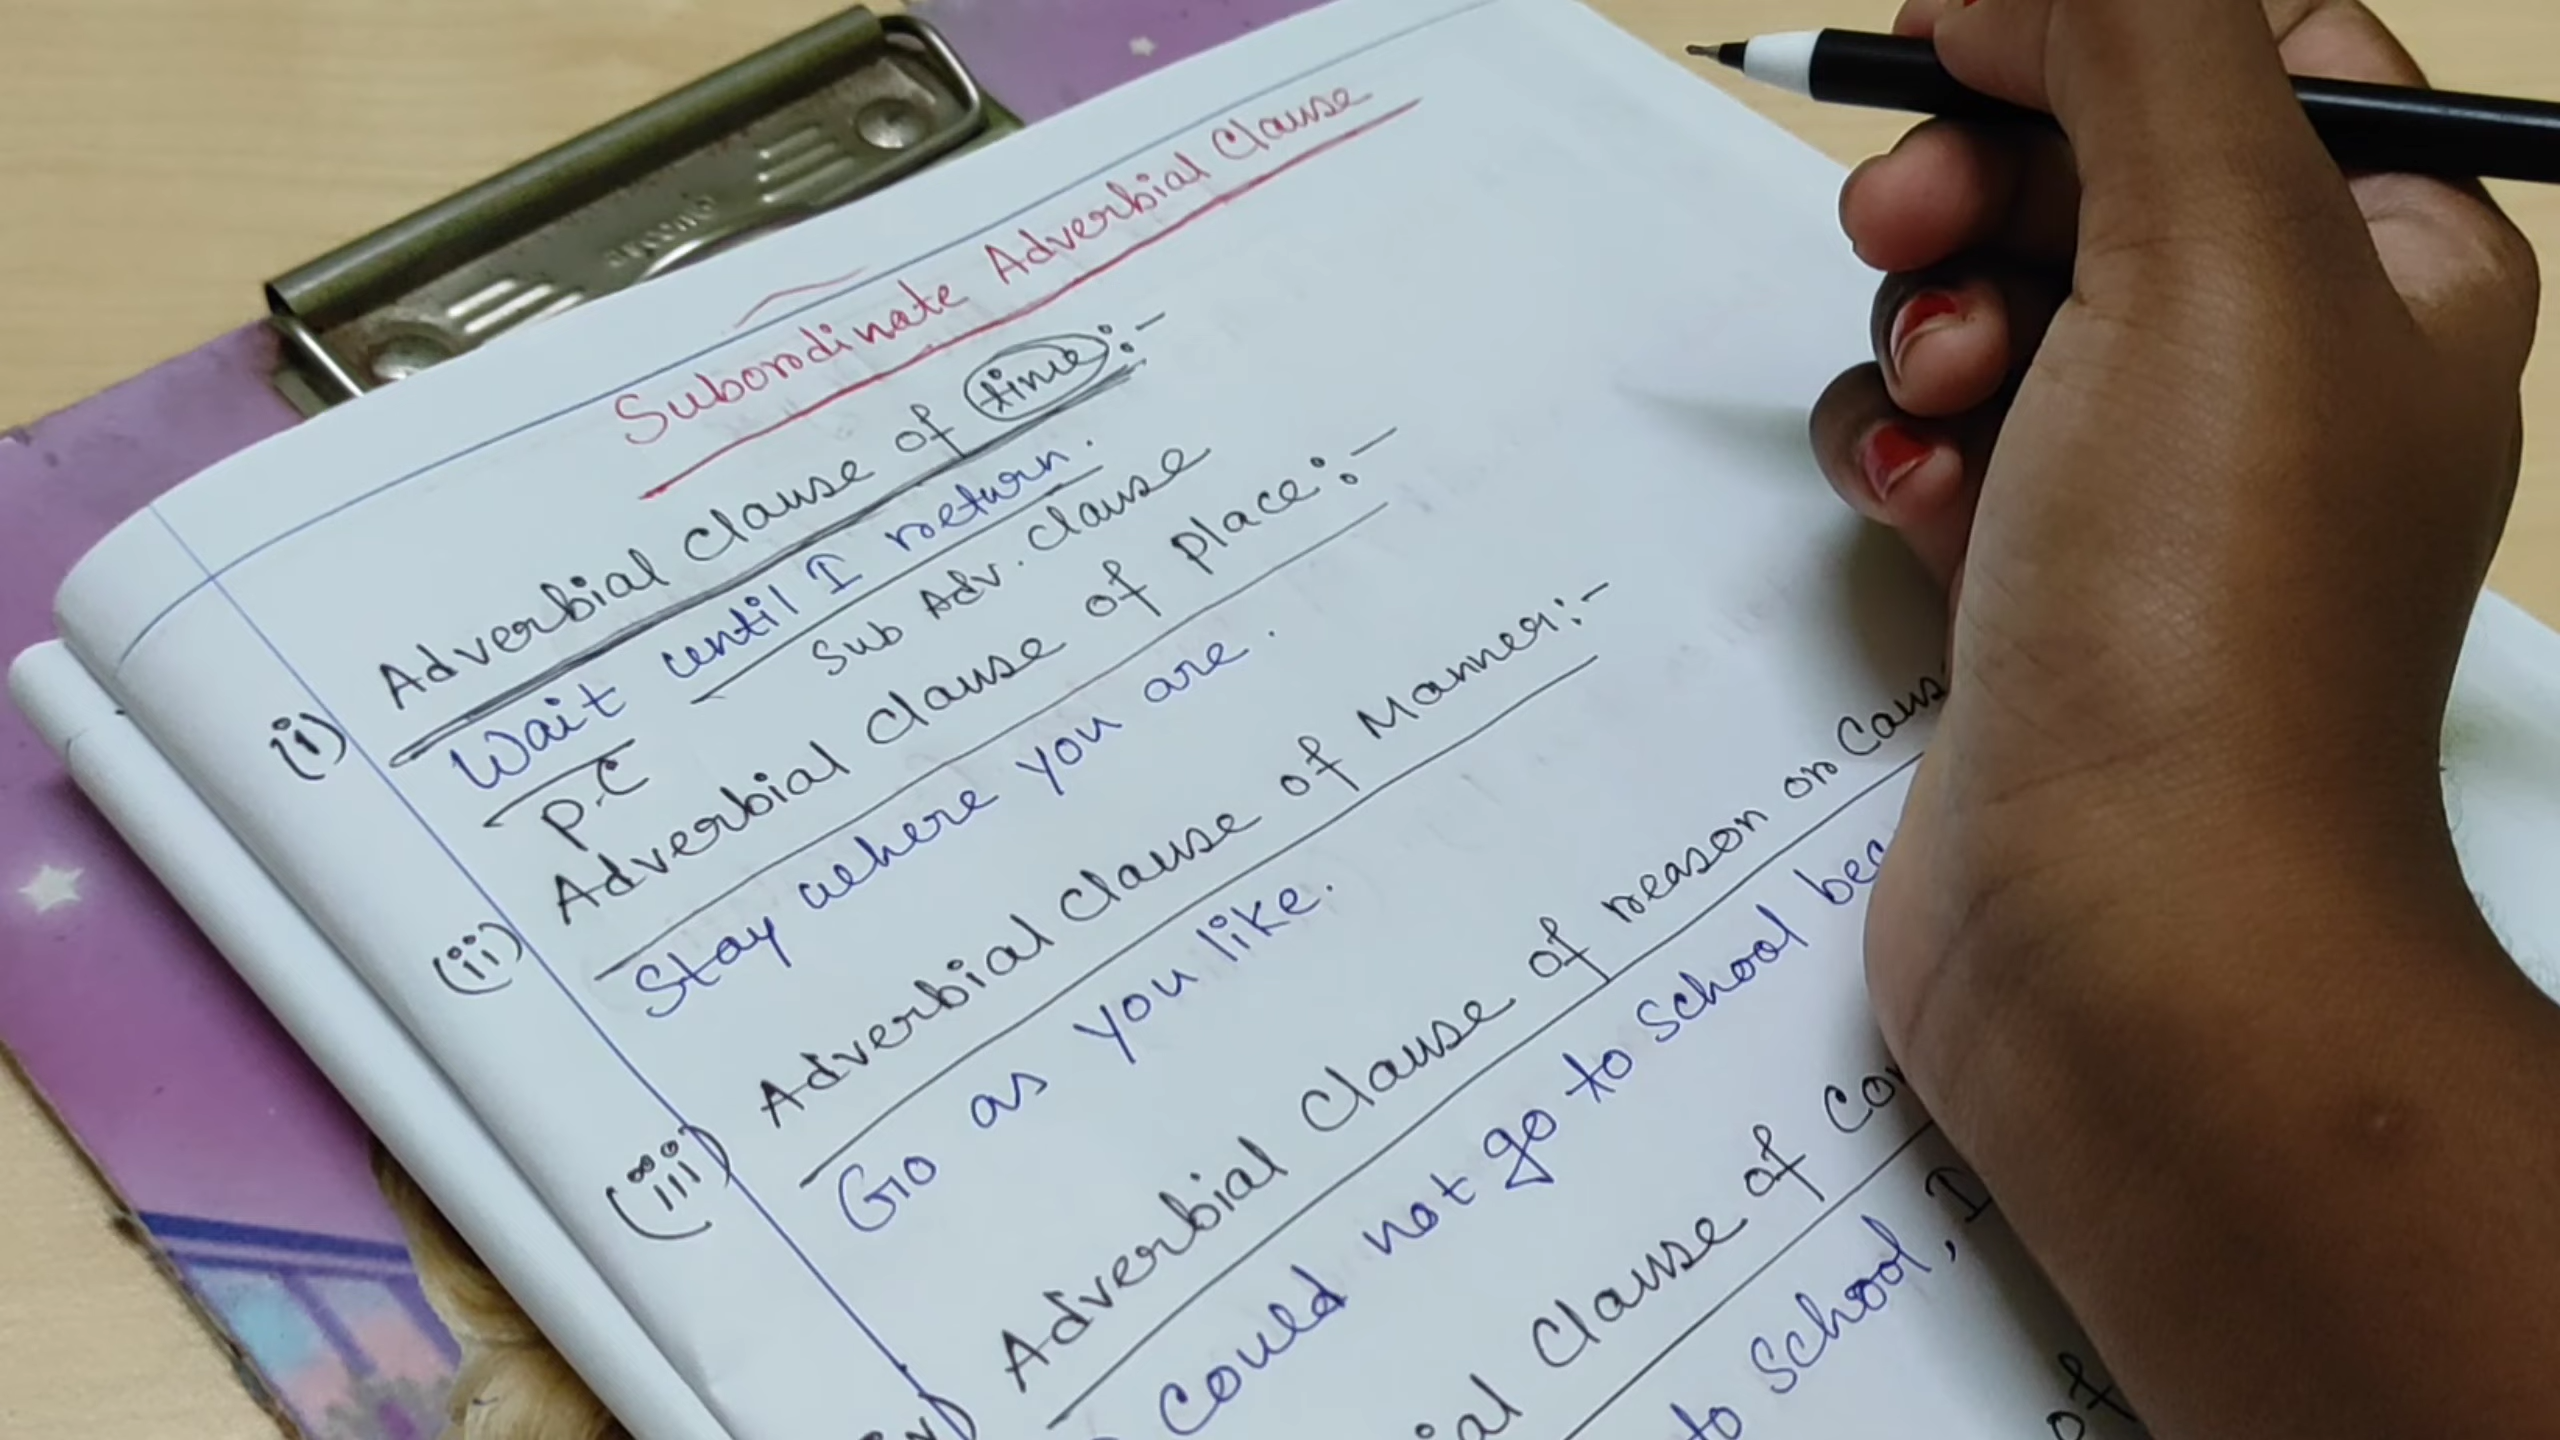 Subordinate Adverbial Clause
(i) Adverbial Clause of time:-
Wait until I return.
P.C Sub Adv. Clause
(ii) Adverbial Clause of place:-
Stay where you are.
(iii) Adverbial Clause of Manner:-
Go as you like.
Adverbial Clause of reason or
could not go to school
Clause of
to School, I
of